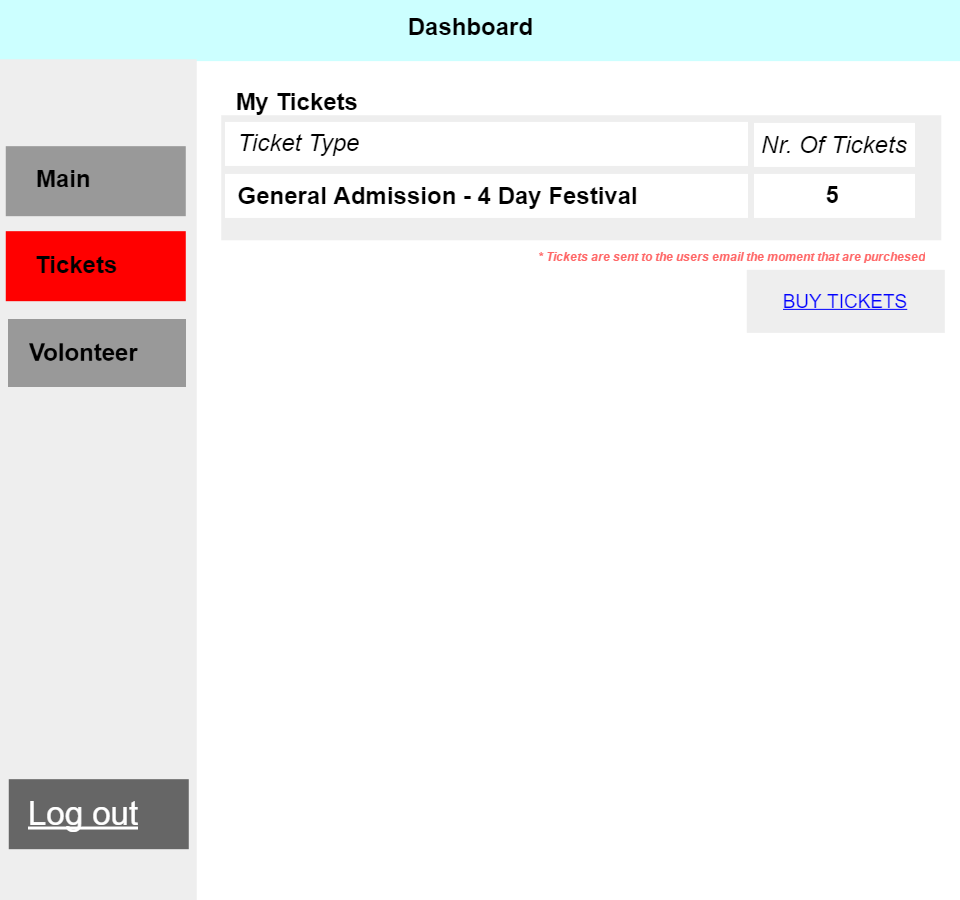 Dashboard
My Tickets
Ticket Type
Nr. Of Tickets
General Admission - 4 Day Festival
5
* Tickets are sent to the users email the moment that are purchesed
BUY TICKETS
Main
Tickets
Volonteer
Log out